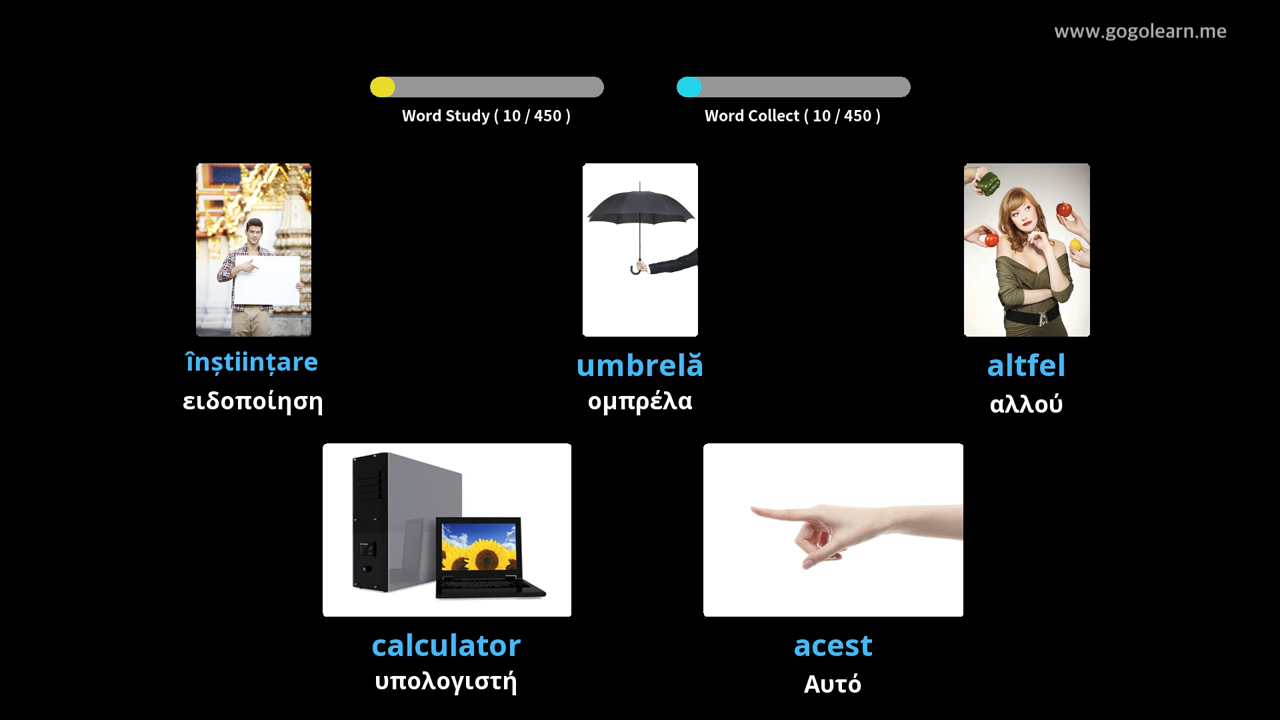 www.gogolearn.me
Word Study ( 10 / 450 )
Word Collect ( 10 / 450 )
înștiințare
umbrelă
altfel
ειδοποίηση
ομπρέλα
αλλού
calculator
acest
υπολογιστή
Αυτό